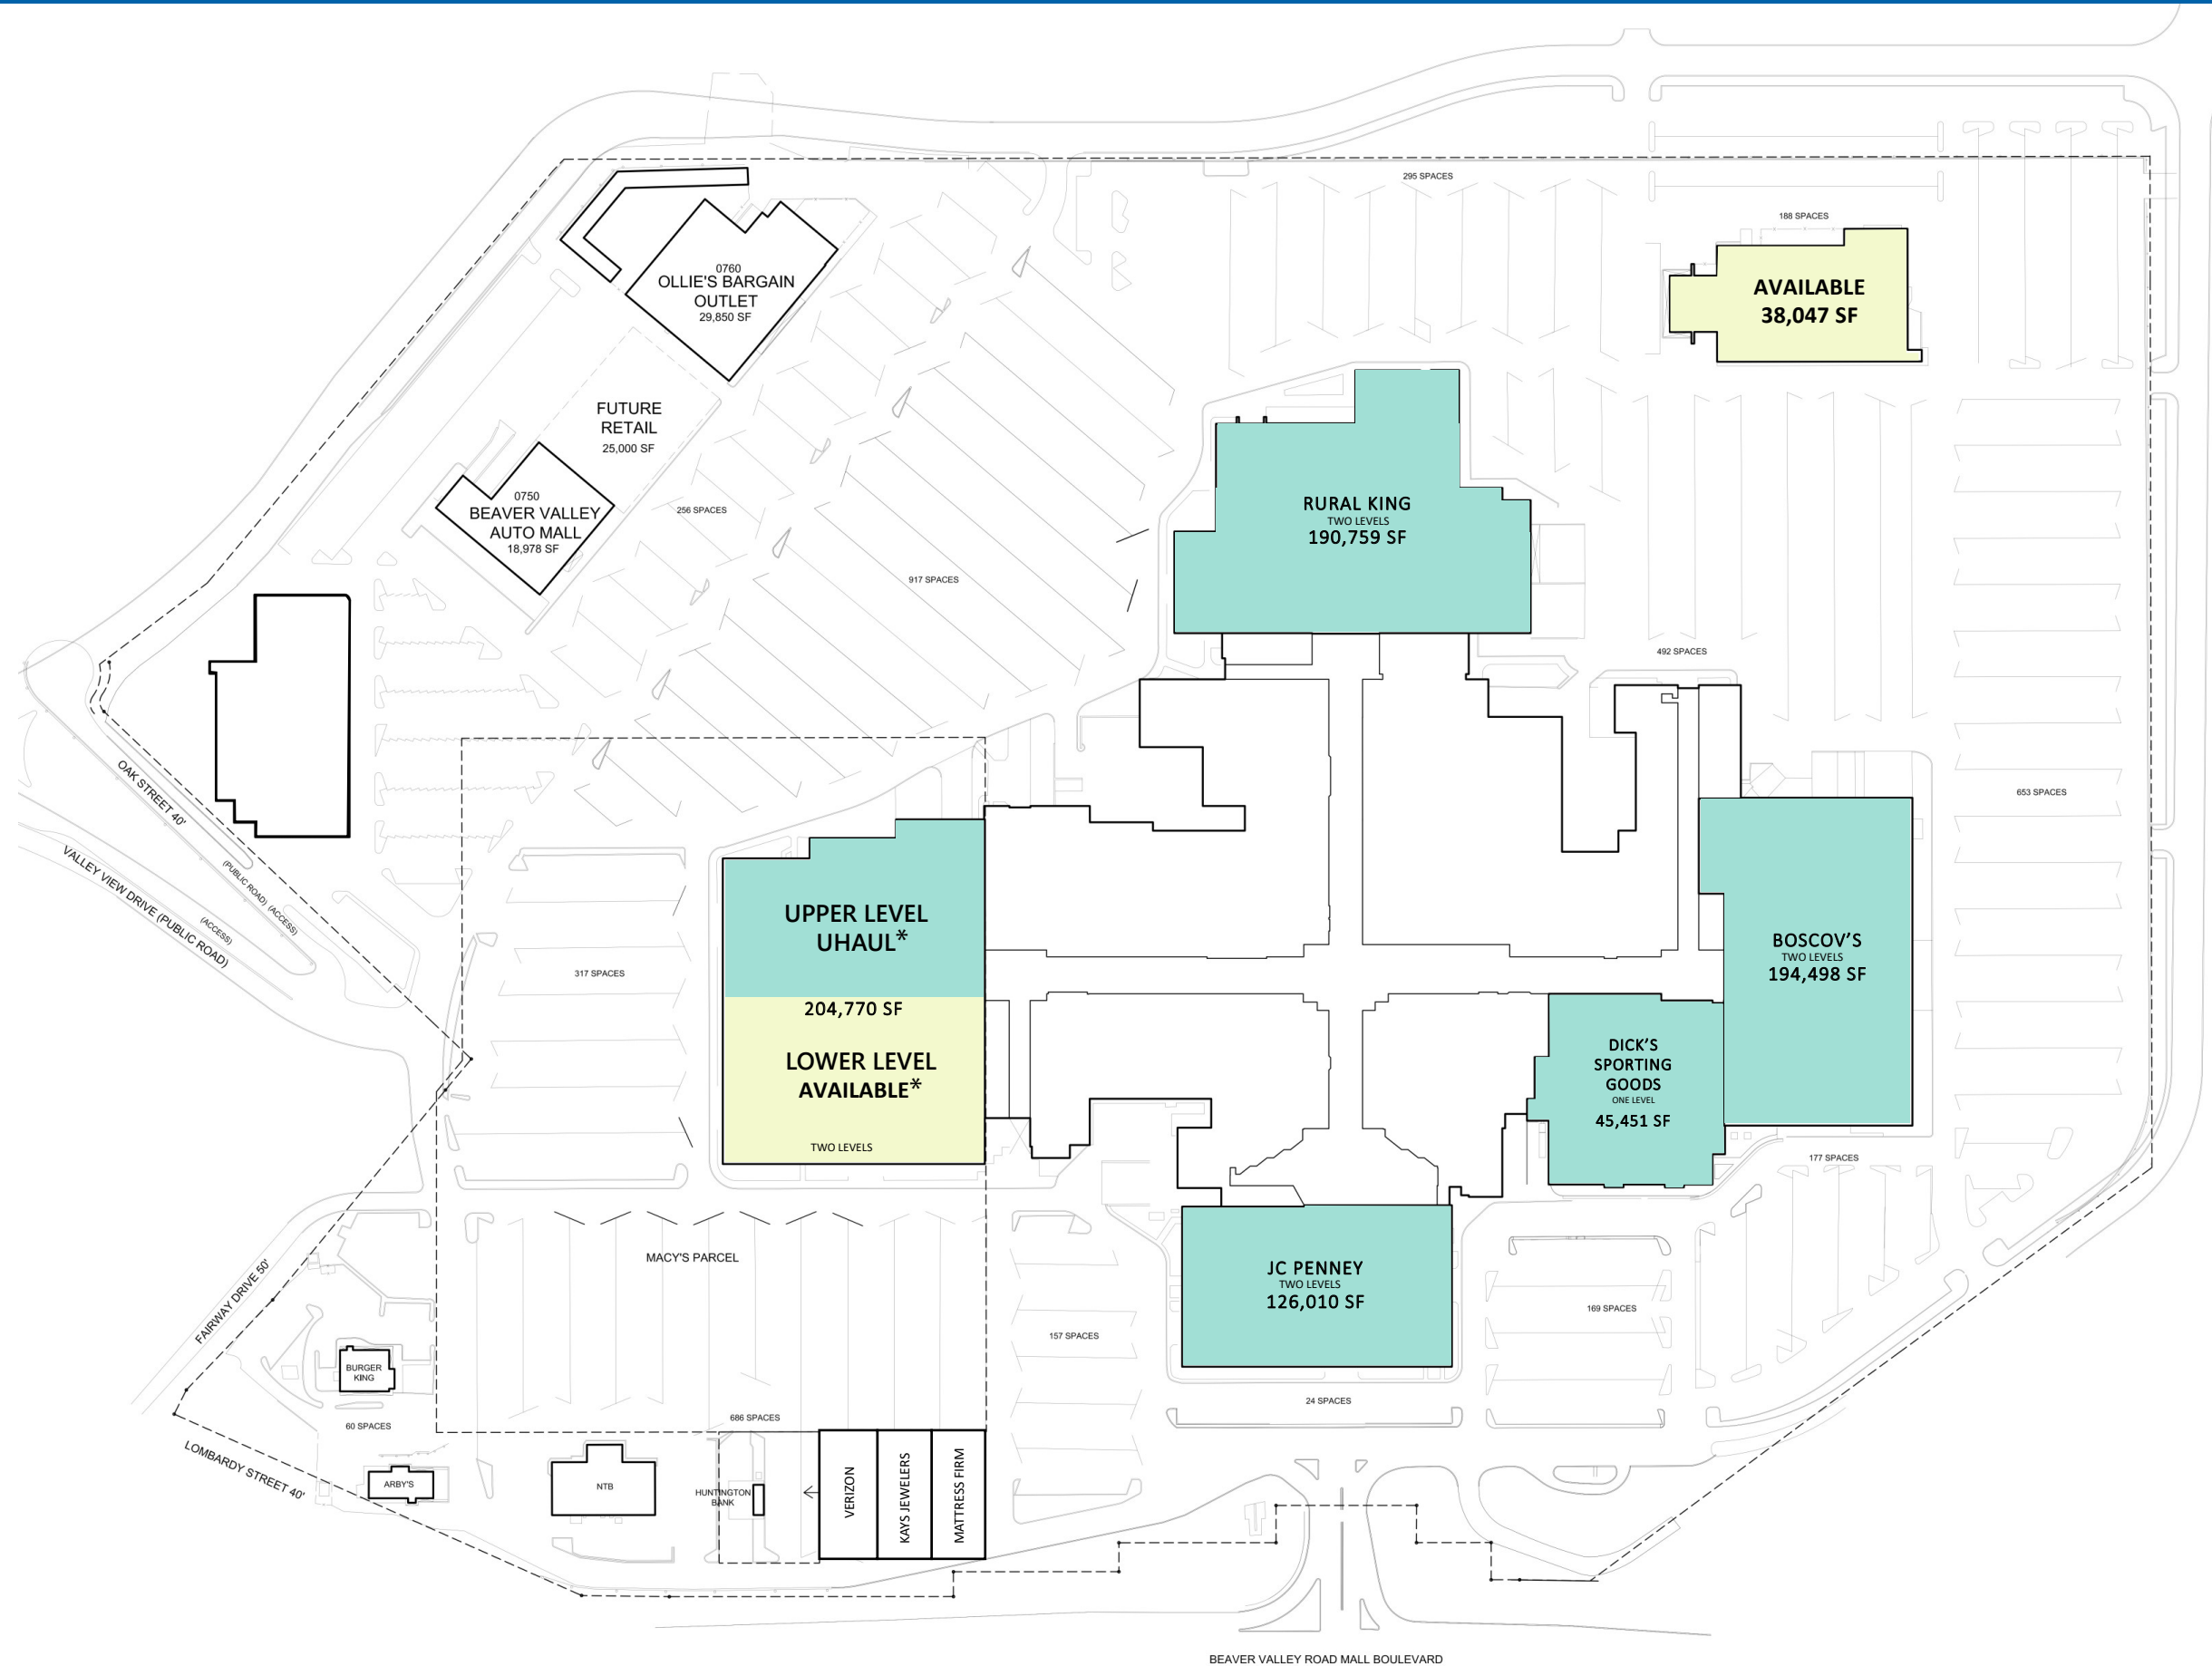 295 SPACES
188 SPACES
0760
OLLIE'S BARGAIN
OUTLET
29,850 SF
AVAILABLE
38,047 SF
FUTURE
RETAIL
25,000 SF
0750
BEAVER VALLEY
AUTO MALL
18,978 SF
256 SPACES
917 SPACES
RURAL KING
TWO LEVELS
190,759 SF
492 SPACES
653 SPACES
OAK STREET 40'
(PUBLIC ROAD) (ACCESS)
VALLEY VIEW DRIVE (PUBLIC ROAD)
(ACCESS)
317 SPACES
UPPER LEVEL
UHAUL*
204,770 SF
LOWER LEVEL
AVAILABLE*
TWO LEVELS
BOSCOV'S
TWO LEVELS
194,498 SF
DICK'S
SPORTING
GOODS
ONE LEVEL
45,451 SF
177 SPACES
MACY'S PARCEL
JC PENNEY
TWO LEVELS
126,010 SF
169 SPACES
157 SPACES
24 SPACES
FAIRWAY DRIVE 50'
BURGER
KING
60 SPACES
686 SPACES
LOMBARDY STREET 40'
ARBY'S
NTB
HUNTINGTON
BANK
VERIZON
KAYS JEWELERS
MATTRESS FIRM
BEAVER VALLEY ROAD MALL BOULEVARD